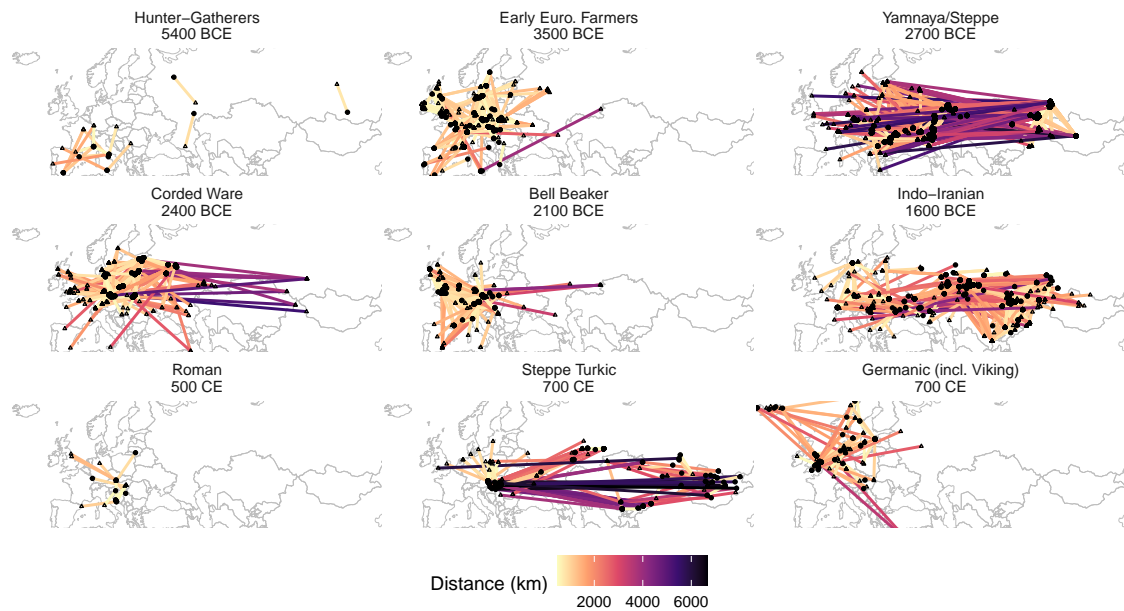 Hunter−Gatherers
5400 BCE
Early Euro. Farmers
3500 BCE
Yamnaya/Steppe
2700 BCE
Corded Ware
2400 BCE
Bell Beaker
2100 BCE
Indo−Iranian
1600 BCE
Roman
500 CE
Steppe Turkic
700 CE
Germanic (incl. Viking)
700 CE
Distance (km)
2000 4000 6000